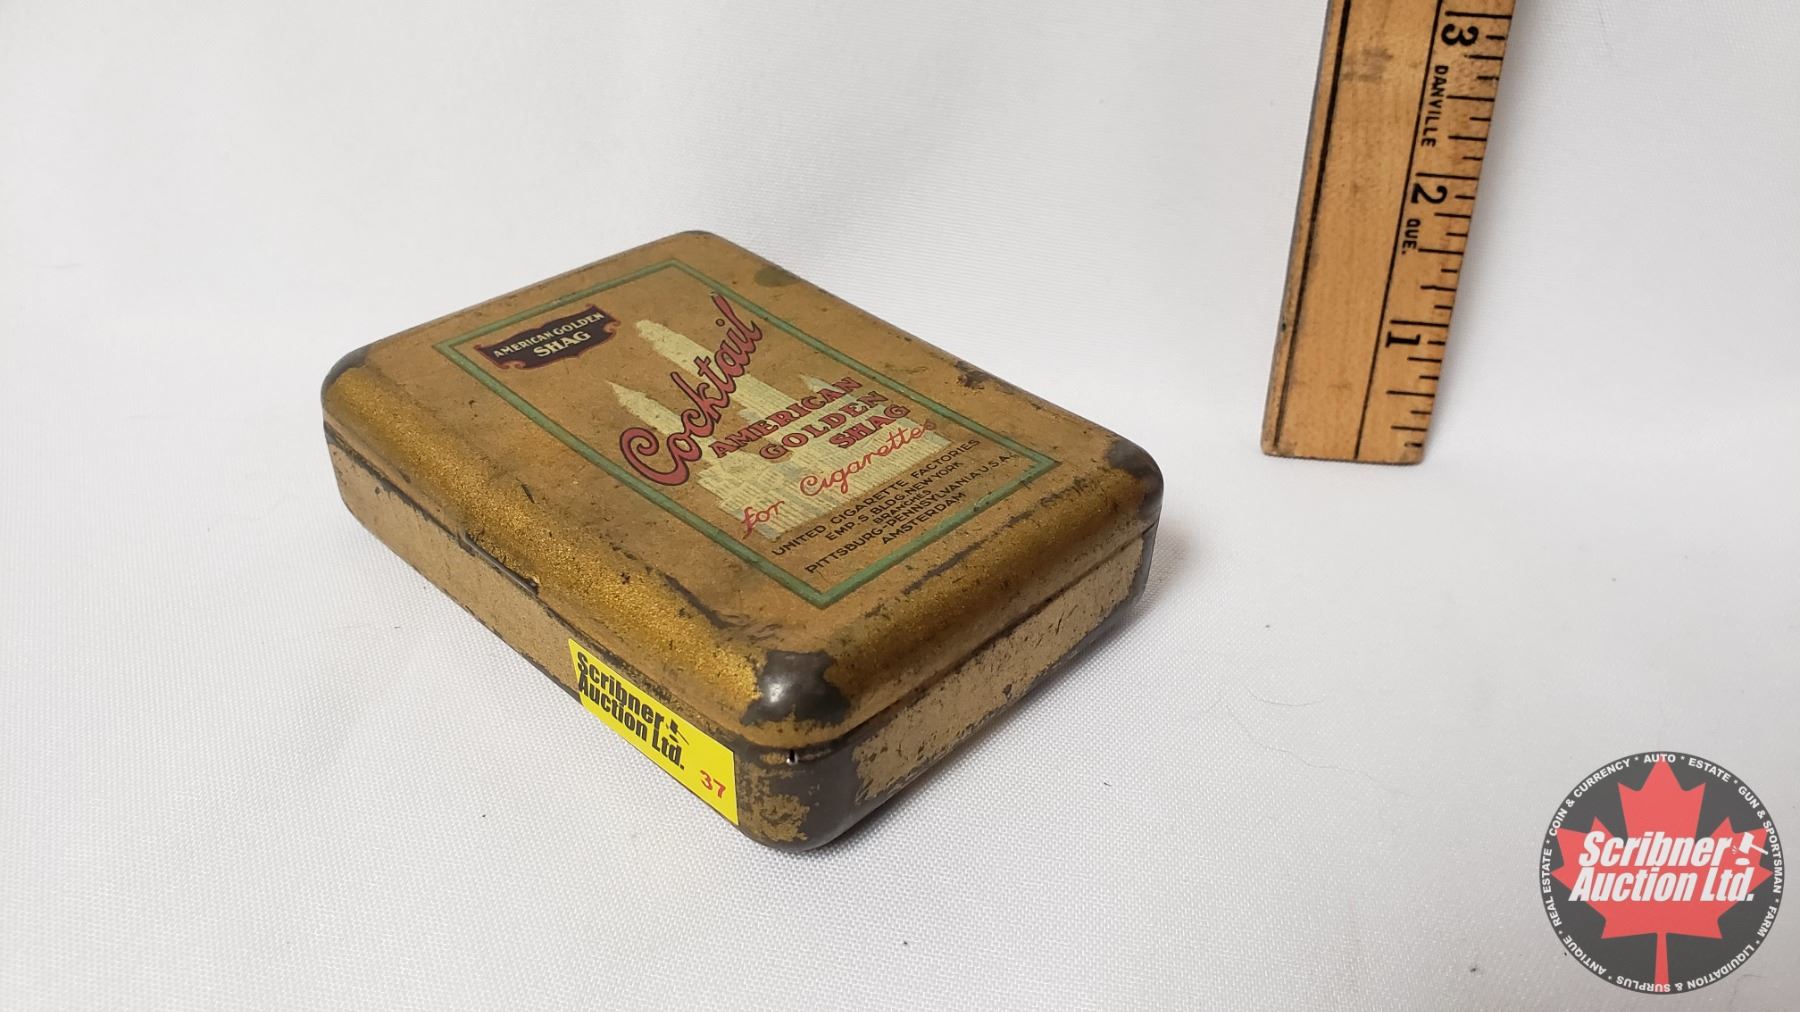 AMERICAN GOLDEN
SHAG
Cocktail
AMERICAN
GOLDEN
SHAG
for Cigarettes
UNITED CIGARETTE FACTORIES
EMP. S. BLDG. NEW YORK
BRANCHES
PITTSBURG-PENNSYLVANIA U.S.A.
AMSTERDAM
Scribner
Auction Ltd.
37
3
DANVILLE
2
QUE.
1
COIN & CURRENCY * AUTO * ESTATE * GUN & SPORTSMAN * FARM * LIQUIDATION & SURPLUS * ANTIQUE * REAL ESTATE *
Scribner
Auction Ltd.